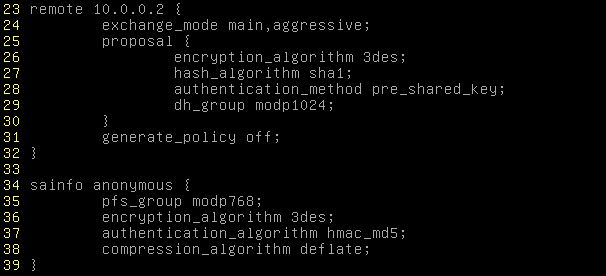 23 remote 10.0.0.2 {
24         exchange_mode main,aggressive;
25         proposal {
26                 encryption_algorithm 3des;
27                 hash_algorithm sha1;
28                 authentication_method pre_shared_key;
29                 dh_group modp1024;
30         }
31         generate_policy off;
32 }
33
34 sainfo anonymous {
35         pfs_group modp768;
36         encryption_algorithm 3des;
37         authentication_algorithm hmac_md5;
38         compression_algorithm deflate;
39 }